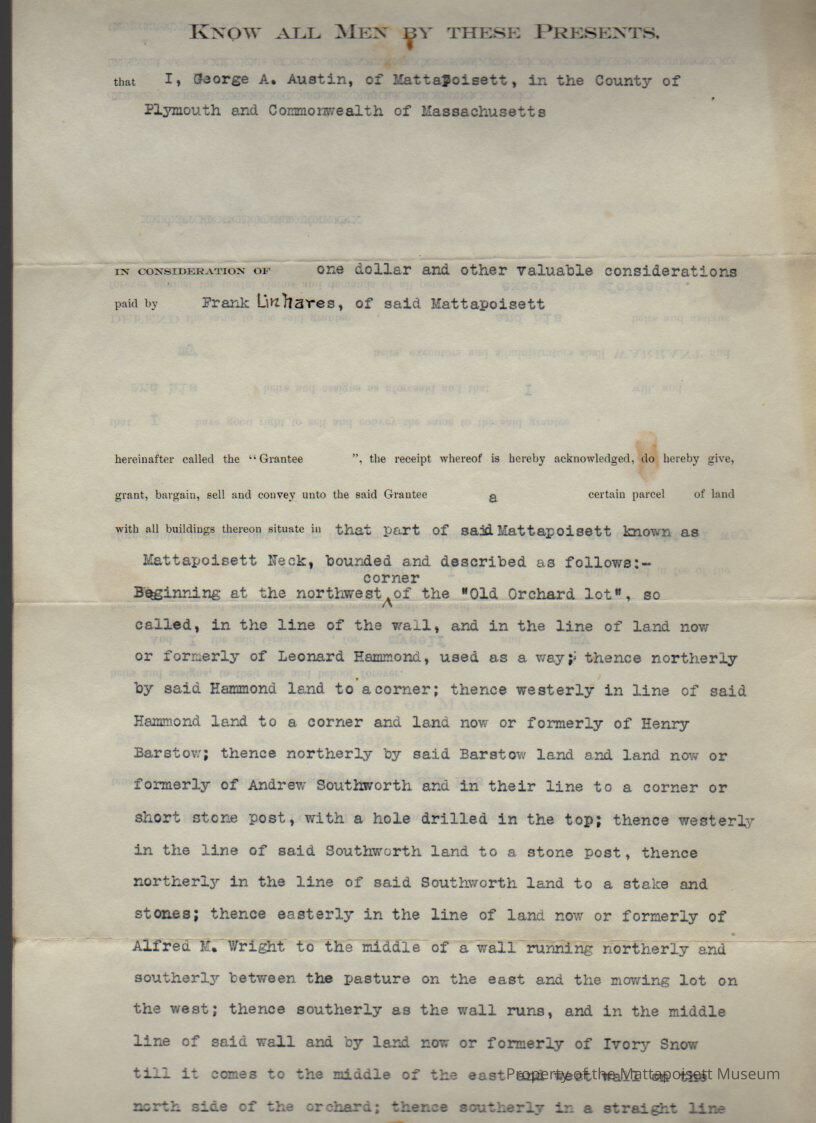 KNOW ALL MEN BY THESE PRESENTS.
that I, George A. Austin, of Mattapoisett, in the County of
Plymouth and Commonwealth of Massachusetts
IN CONSIDERATION OF one dollar and other valuable considerations
paid by Frank Linhares, of said Mattapoisett
hereinafter called the “Grantee ”, the receipt whereof is hereby acknowledged, do hereby give,
grant, bargain, sell and convey unto the said Grantee a certain parcel of land
with all buildings thereon situate in that part of said Mattapoisett known as
Mattapoisett Neck, bounded and described as follows:-
corner
Beginning at the northwest ^ of the "Old Orchard lot", so
called, in the line of the wall, and in the line of land now
or formerly of Leonard Hammond, used as a way; thence northerly
by said Hammond land to a corner; thence westerly in line of said
Hammond land to a corner and land now or formerly of Henry
Barstow; thence northerly by said Barstow land and land now or
formerly of Andrew Southworth and in their line to a corner or
short stone post, with a hole drilled in the top; thence westerly
in the line of said Southworth land to a stone post, thence
northerly in the line of said Southworth land to a stake and
stones; thence easterly in the line of land now or formerly of
Alfred M. Wright to the middle of a wall running northerly and
southerly between the pasture on the east and the mowing lot on
the west; thence southerly as the wall runs, and in the middle
line of said wall and by land now or formerly of Ivory Snow
till it comes to the middle of the east and west wall on the
Property of the Mattapoisett Museum
north side of the orchard; thence southerly in a straight line